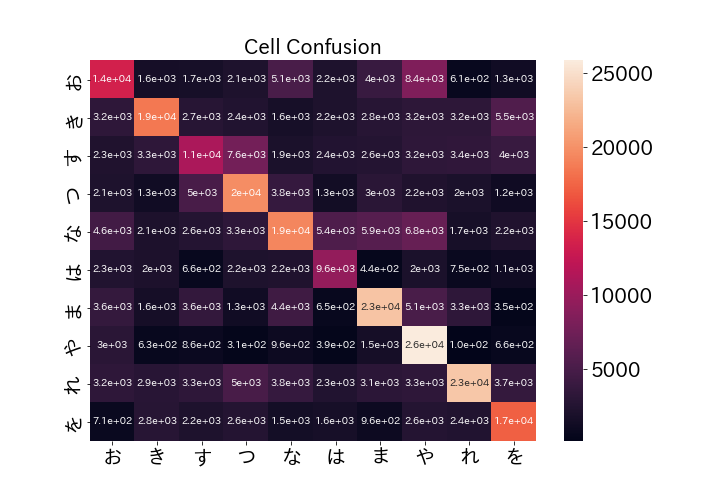 Cell Confusion
お 1.4e+04 1.6e+03 1.7e+03 2.1e+03 5.1e+03 2.2e+03 4e+03 8.4e+03 6.1e+02 1.3e+03
き 3.2e+03 1.9e+04 2.7e+03 2.4e+03 1.6e+03 2.2e+03 2.8e+03 3.2e+03 3.2e+03 5.5e+03
す 2.3e+03 3.3e+03 1.1e+04 7.6e+03 1.9e+03 2.4e+03 2.6e+03 3.2e+03 3.4e+03 4e+03
つ 2.1e+03 1.3e+03 5e+03 2e+04 3.8e+03 1.3e+03 3e+03 2.2e+03 2e+03 1.2e+03
な 4.6e+03 2.1e+03 2.6e+03 3.3e+03 1.9e+04 5.4e+03 5.9e+03 6.8e+03 1.7e+03 2.2e+03
は 2.3e+03 2e+03 6.6e+02 2.2e+03 2.2e+03 9.6e+03 4.4e+02 2e+03 7.5e+02 1.1e+03
ま 3.6e+03 1.6e+03 3.6e+03 1.3e+03 4.4e+03 6.5e+02 2.3e+04 5.1e+03 3.3e+03 3.5e+02
や 3e+03 6.3e+02 8.6e+02 3.1e+02 9.6e+02 3.9e+02 1.5e+03 2.6e+04 1.0e+02 6.6e+02
れ 3.2e+03 2.9e+03 3.3e+03 5e+03 3.8e+03 2.3e+03 3.1e+03 3.3e+03 2.3e+04 3.7e+03
を 7.1e+02 2.8e+03 2.2e+03 2.6e+03 1.5e+03 1.6e+03 9.6e+02 2.6e+03 2.4e+03 1.7e+04
お き す つ な は ま や れ を
25000
20000
15000
10000
5000